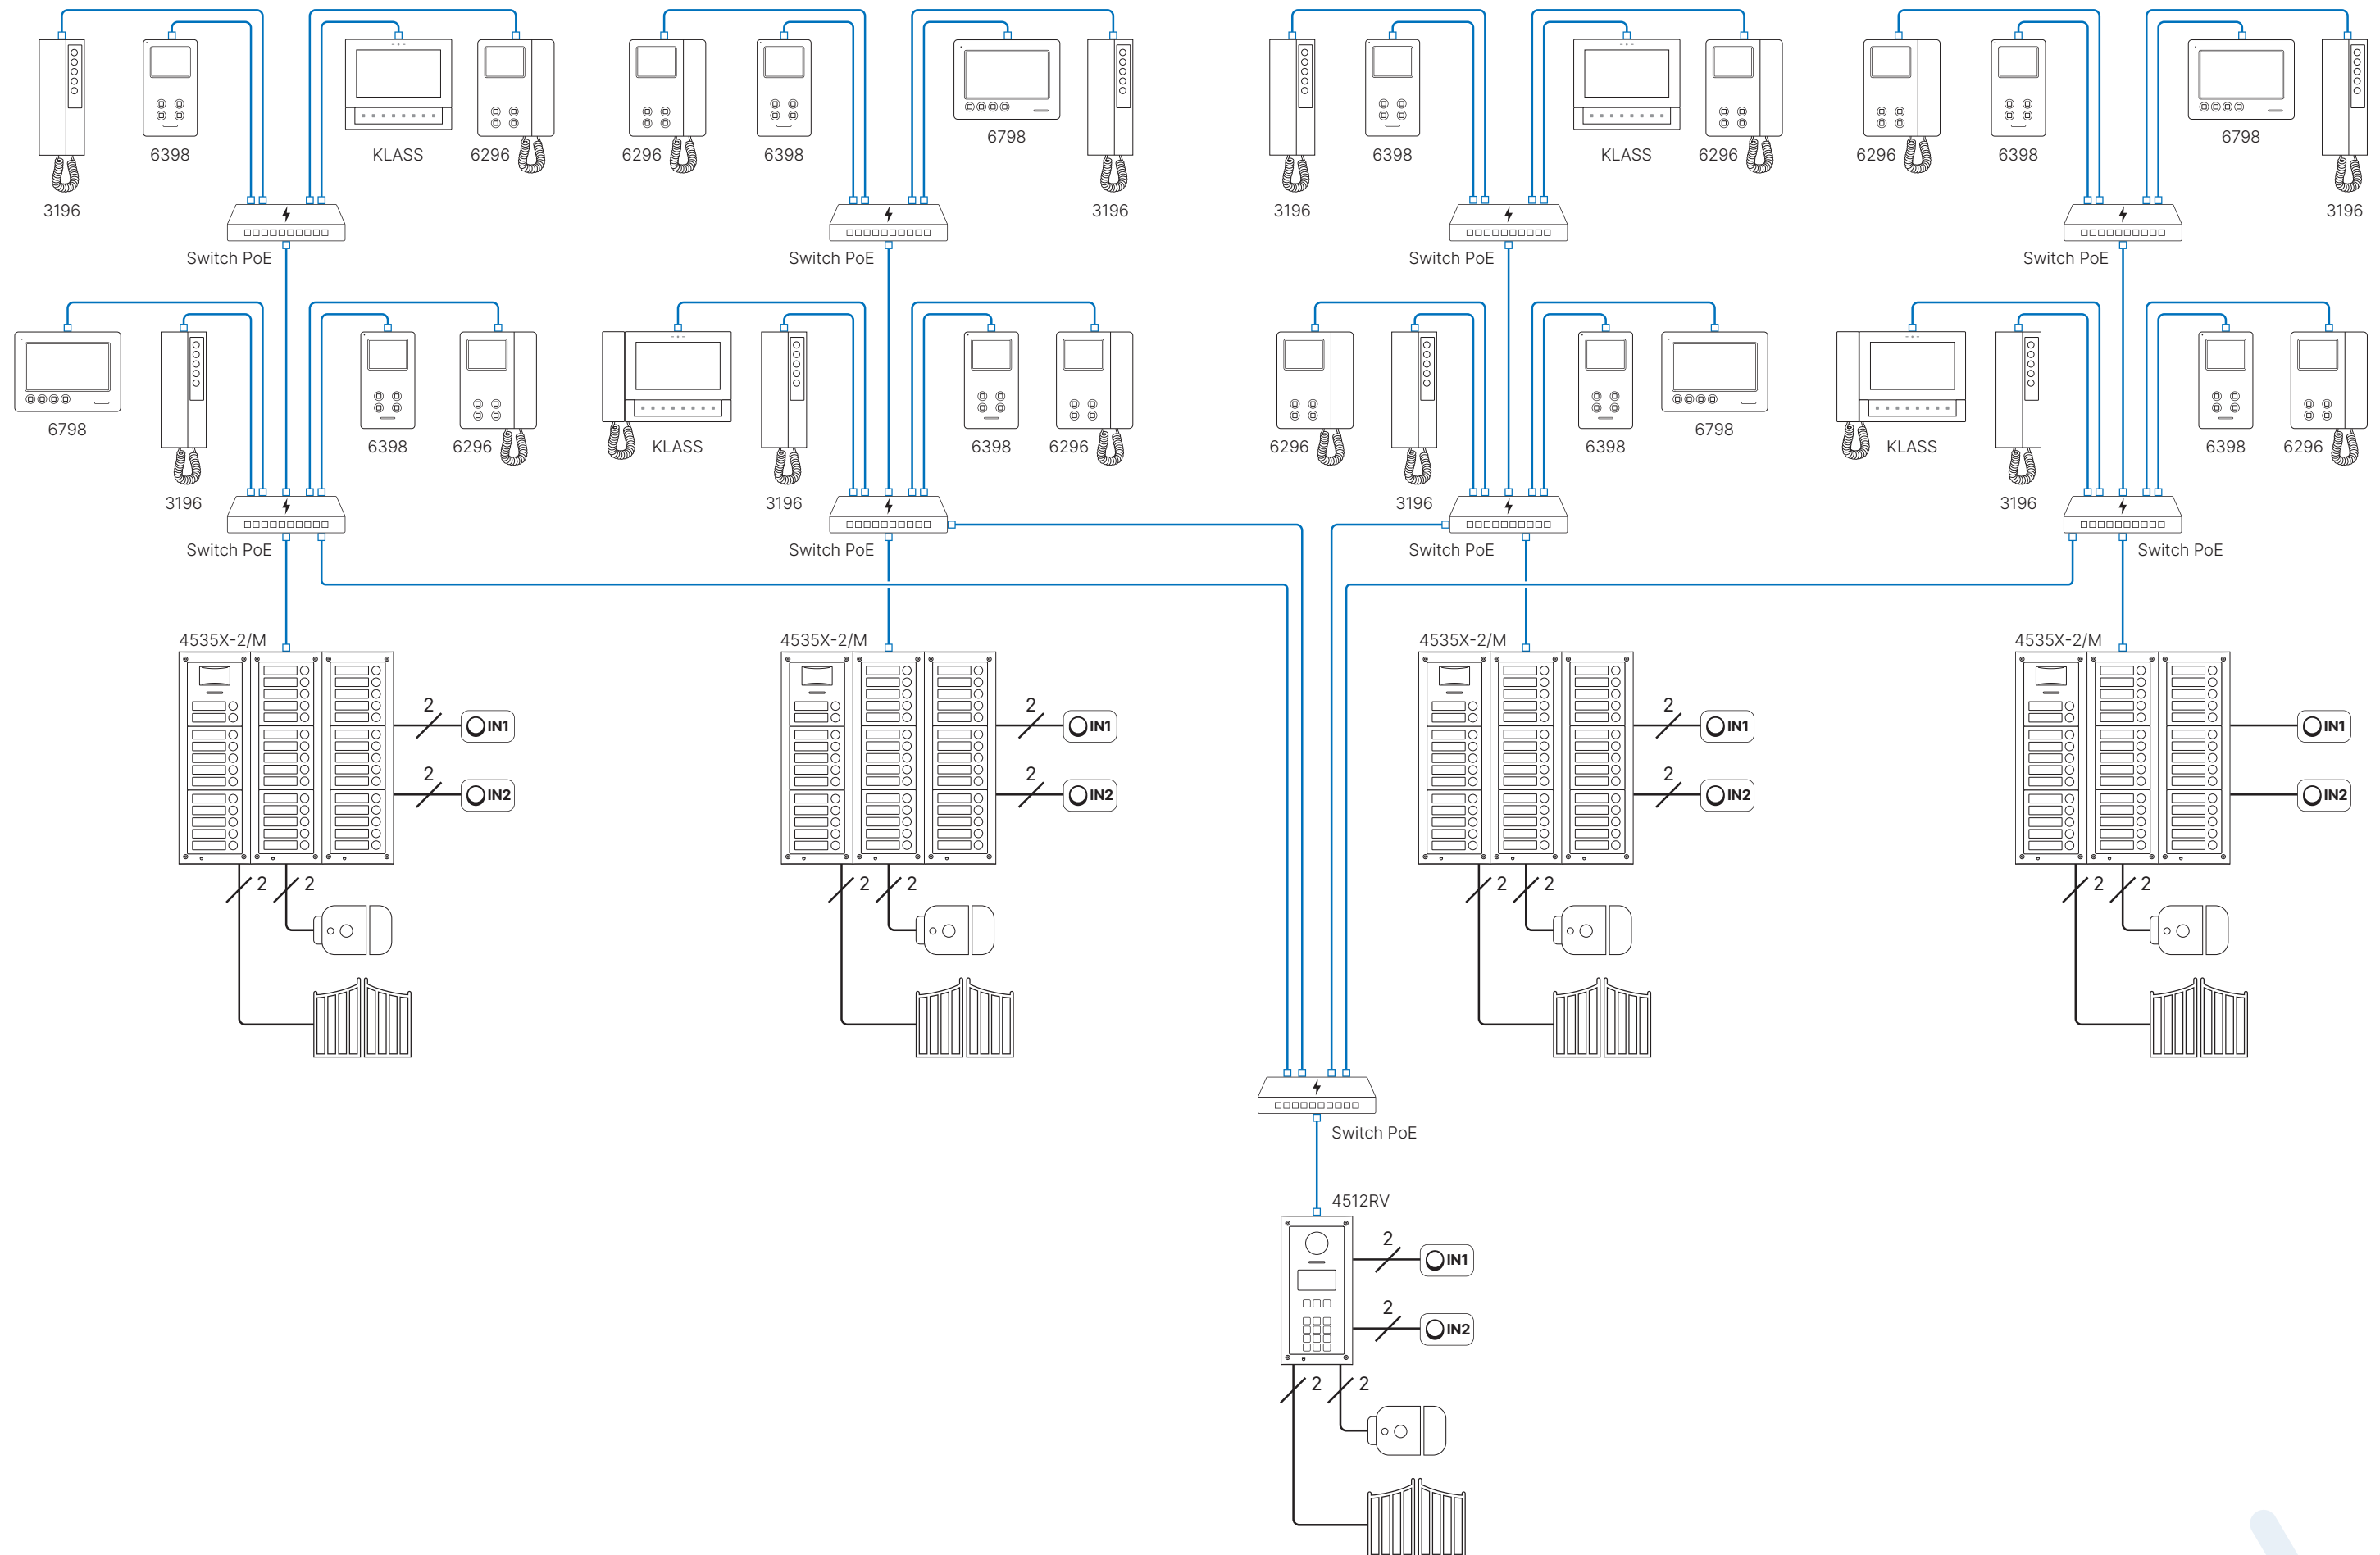 6398 KLASS 6296 6296 6398 6798 6398 KLASS 6296 6296 6398 6798
3196 3196 3196 3196
Switch PoE Switch PoE Switch PoE Switch PoE
6798 6398 6296 KLASS 6398 6296 6296 6398 6798 KLASS 6398 6296
3196 3196 3196 3196
Switch PoE Switch PoE Switch PoE Switch PoE
4535X-2/M 4535X-2/M 4535X-2/M 4535X-2/M
2 IN1 2 IN1 2 IN1 IN1
2 IN2 2 IN2 2 IN2 IN2
2 2 2 2 2 2 2 2
Switch PoE
4512RV
2 IN1
2 IN2
2 2